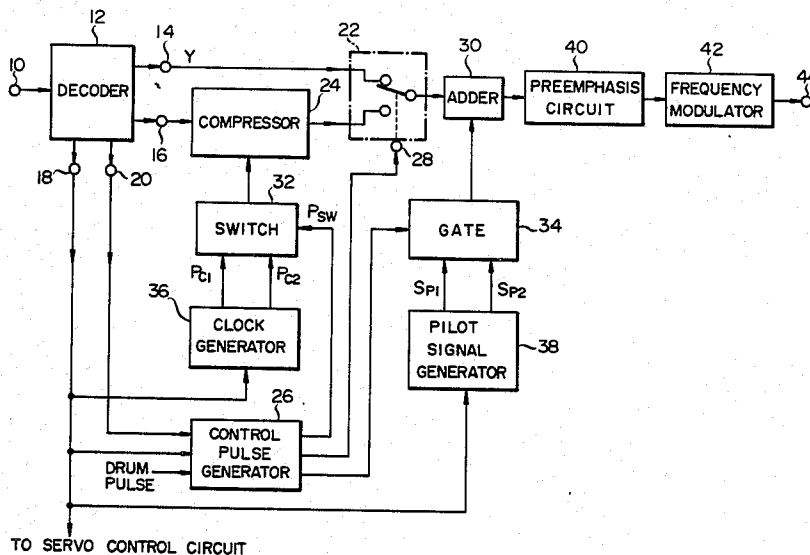 12
14
22
30
40
42
44
10
DECODER
Y
24
ADDER
PREEMPHASIS
CIRCUIT
FREQUENCY
MODULATOR
COMPRESSOR
16
28
18
20
32
PSW
SWITCH
GATE
34
PC1
PC2
SP1
SP2
36
CLOCK
GENERATOR
PILOT
SIGNAL
GENERATOR
38
26
CONTROL
PULSE
GENERATOR
DRUM
PULSE
TO SERVO CONTROL CIRCUIT